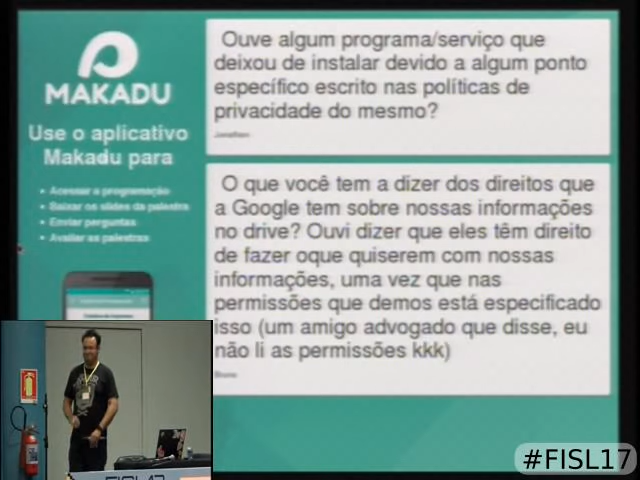 MAKADU
Use o aplicativo
Makadu para
Acessar a programação
Baixar os slides da palestra
Enviar perguntas
Avaliar as palestras
Ouve algum programa/serviço que
deixou de instalar devido a algum ponto
específico escrito nas políticas de
privacidade do mesmo?
Jonathan
O que você tem a dizer dos direitos que
a Google tem sobre nossas informações
no drive? Ouvi dizer que eles têm direito
de fazer oque quiserem com nossas
informações, uma vez que nas
permissões que demos está especificado
isso (um amigo advogado que disse, eu
não li as permissões kkk)
FISL17
#FISL17